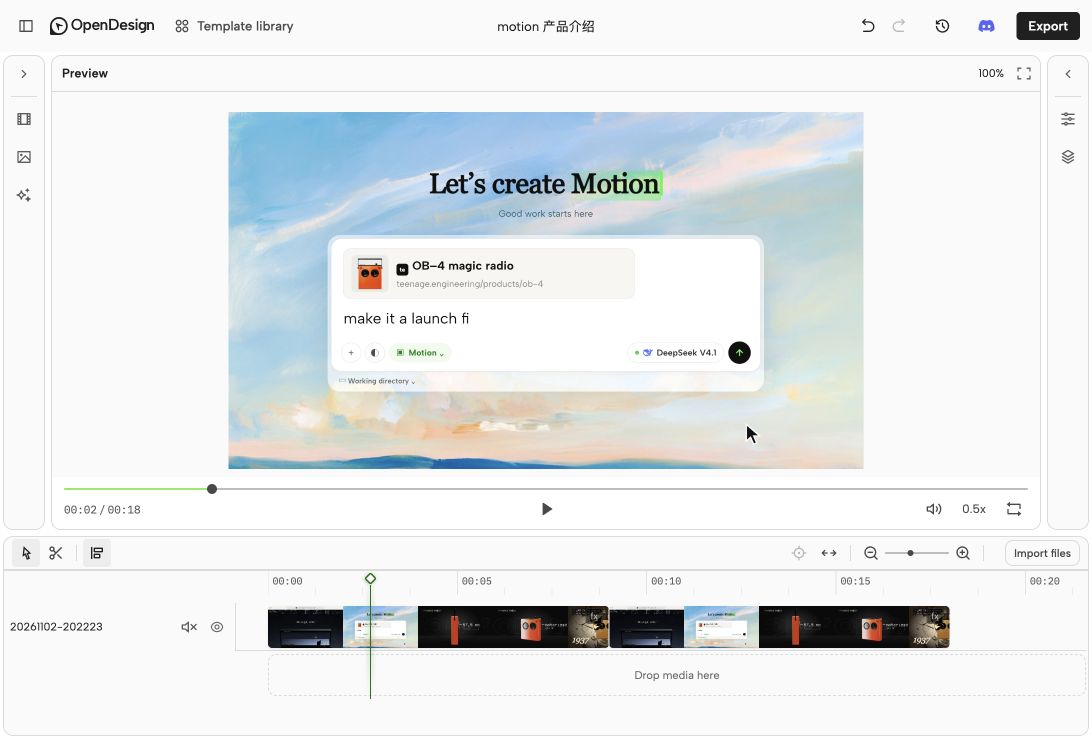 OpenDesign
Template library
motion 产品介绍
Export
Preview
100%
Let's create Motion
Good work starts here
te
OB–4 magic radio
teenage.engineering/products/ob-4
make it a launch fi
+
Motion
DeepSeek V4.1
Working directory
00:02 / 00:18
0.5x
Import files
00:00
00:05
00:10
00:15
00:20
20261102-202223
1937
1937
Drop media here